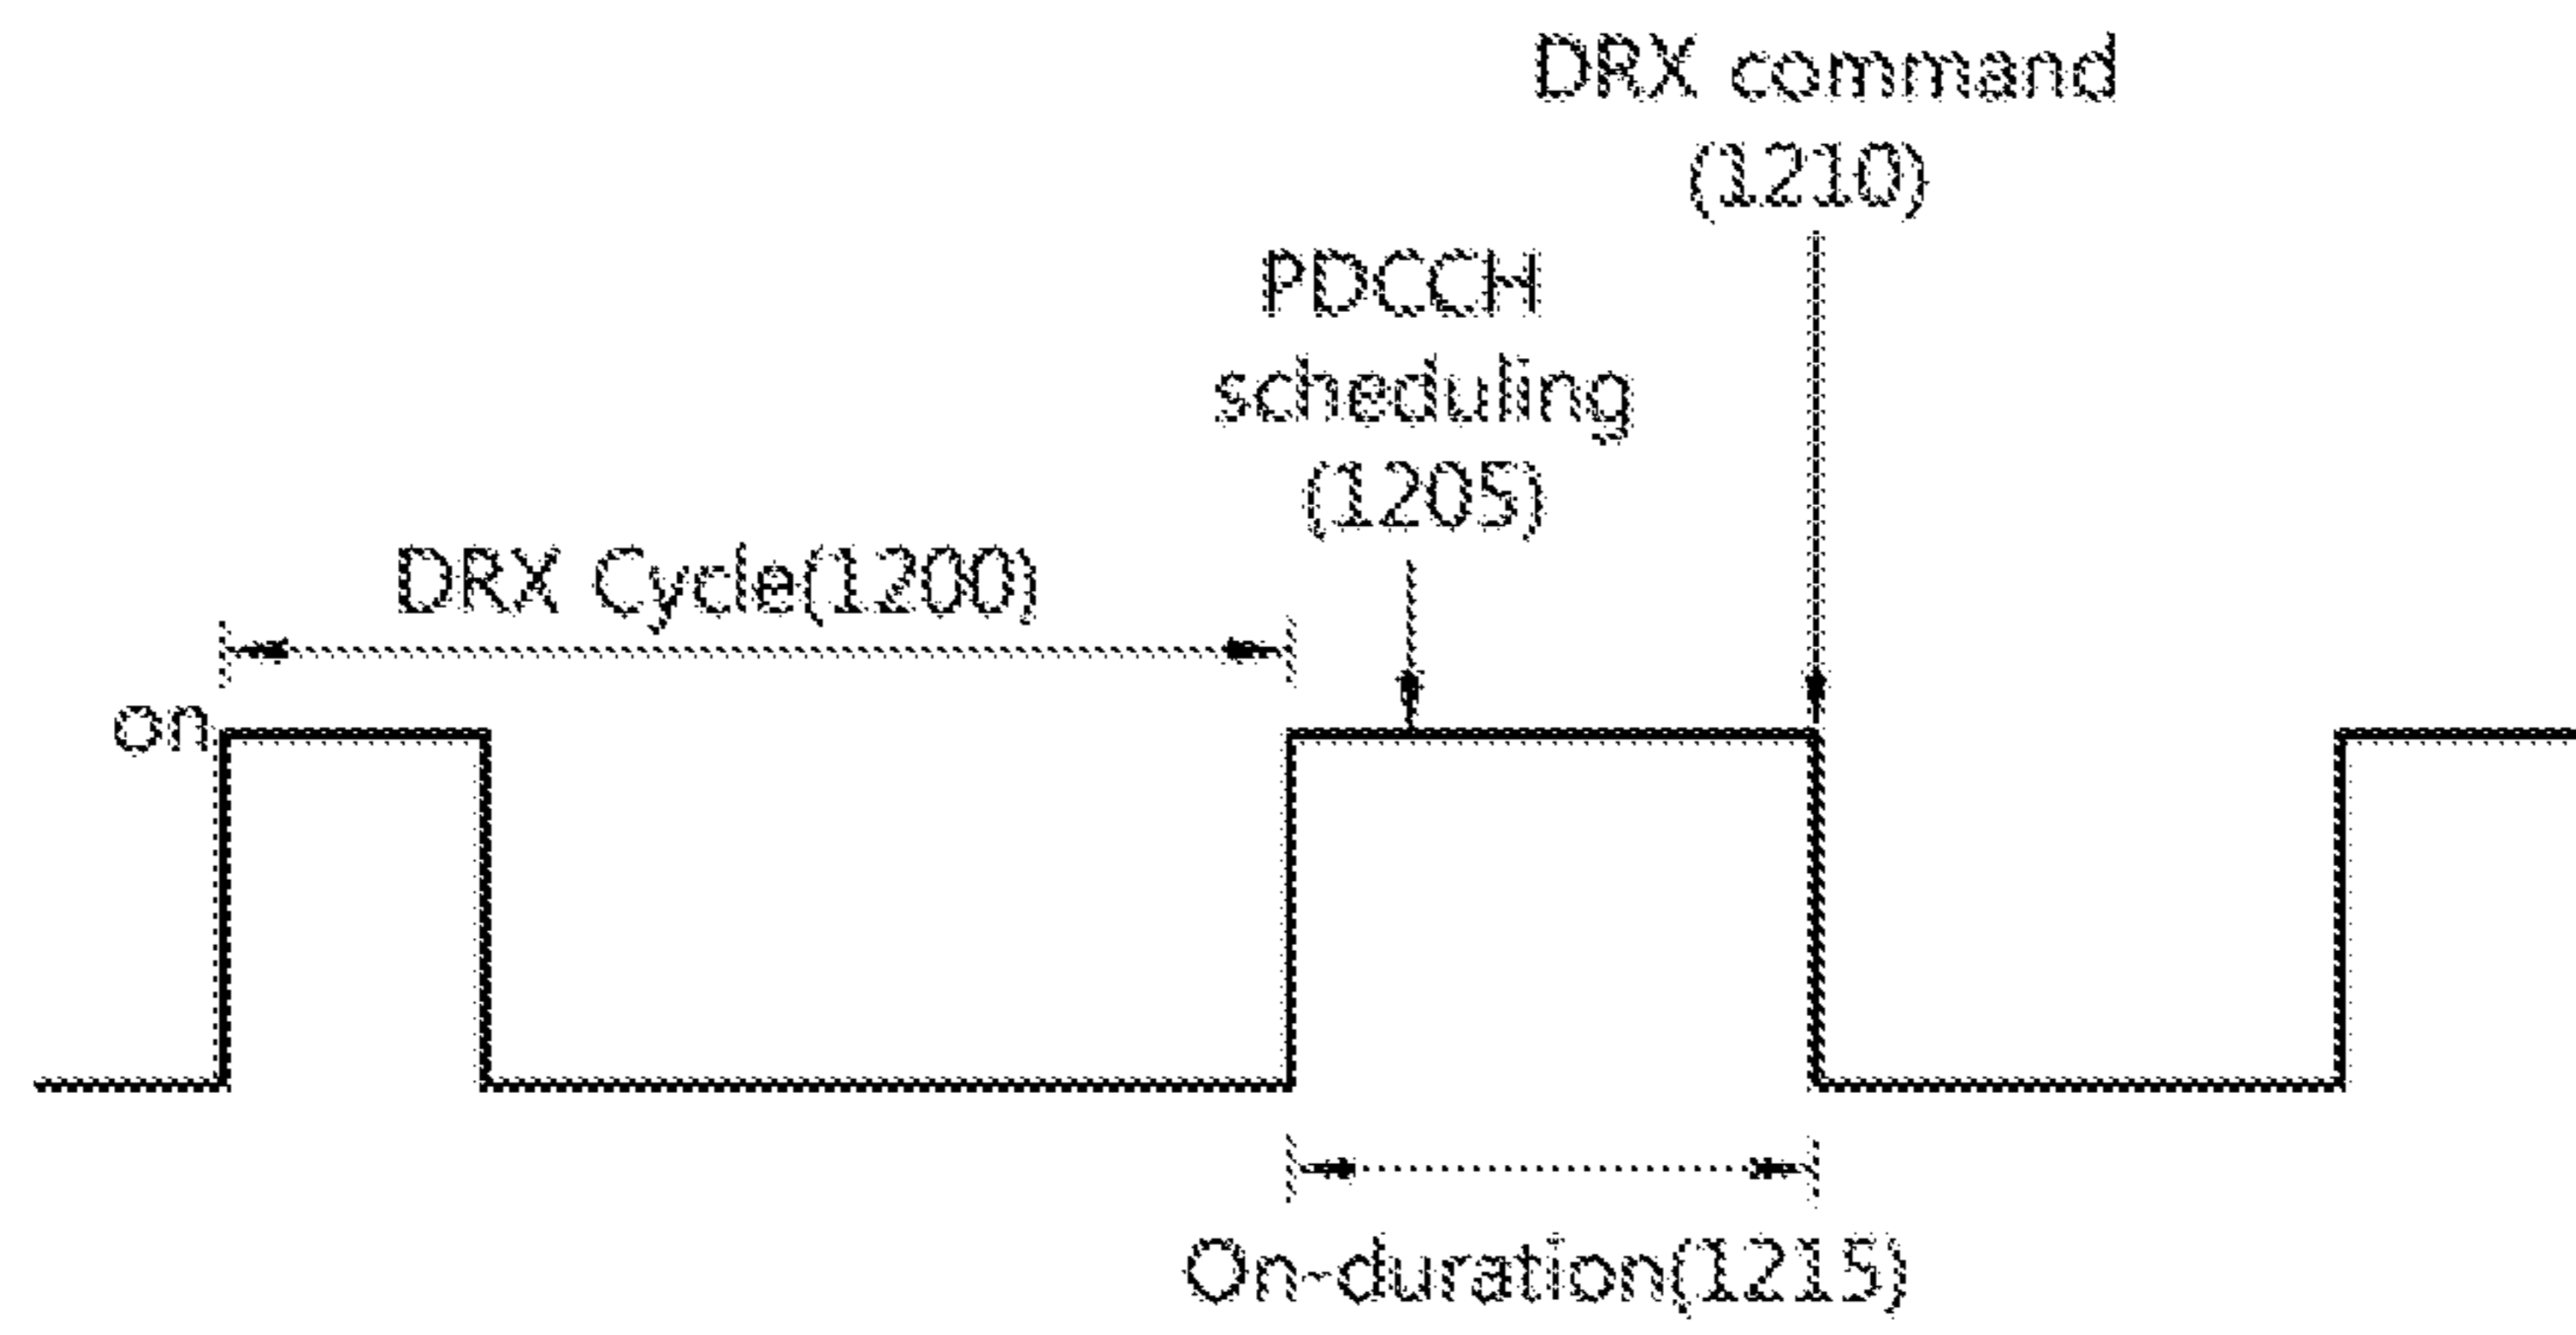 DRX command
(1210)
PDCCH
scheduling
(1205)
DRX Cycle(1200)
on
On-duration(1215)